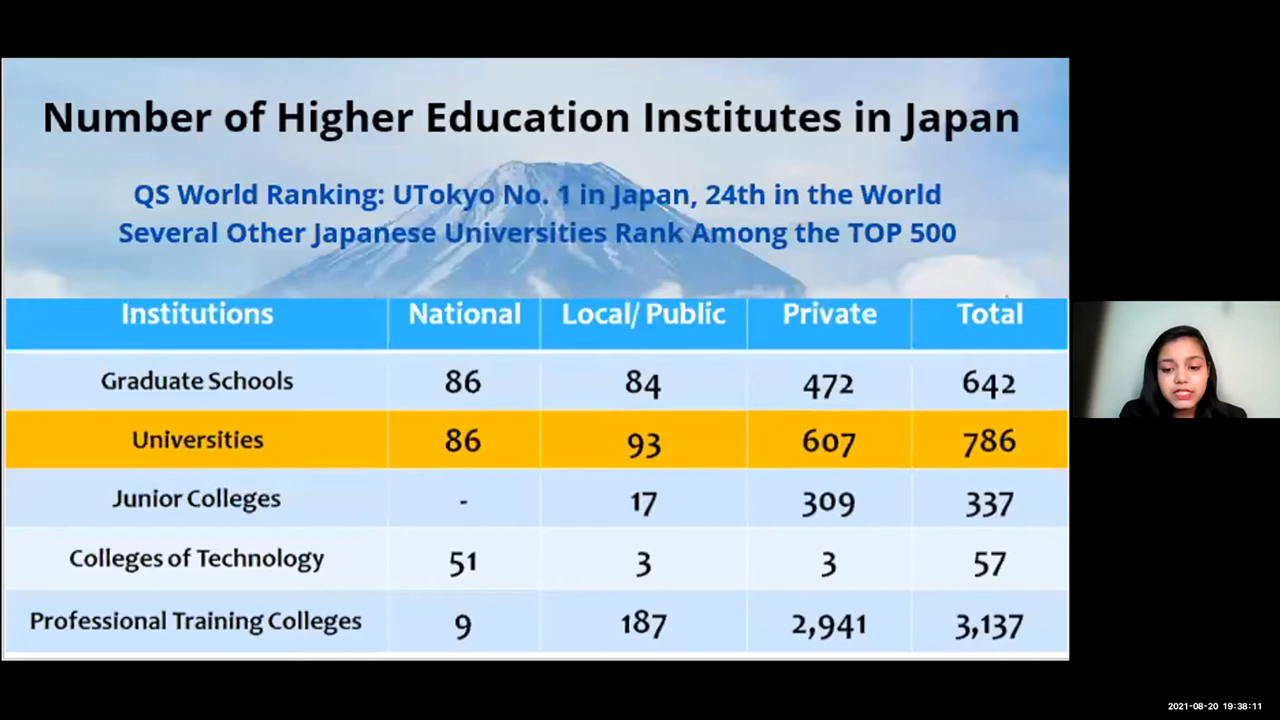 Number of Higher Education Institutes in Japan
QS World Ranking: UTokyo No. 1 in Japan, 24th in the World
Several Other Japanese Universities Rank Among the TOP 500
Institutions National Local/ Public Private Total
Graduate Schools 86 84 472 642
Universities 86 93 607 786
Junior Colleges - 17 309 337
Colleges of Technology 51 3 3 57
Professional Training Colleges 9 187 2,941 3,137
2021-08-20 19:38:11